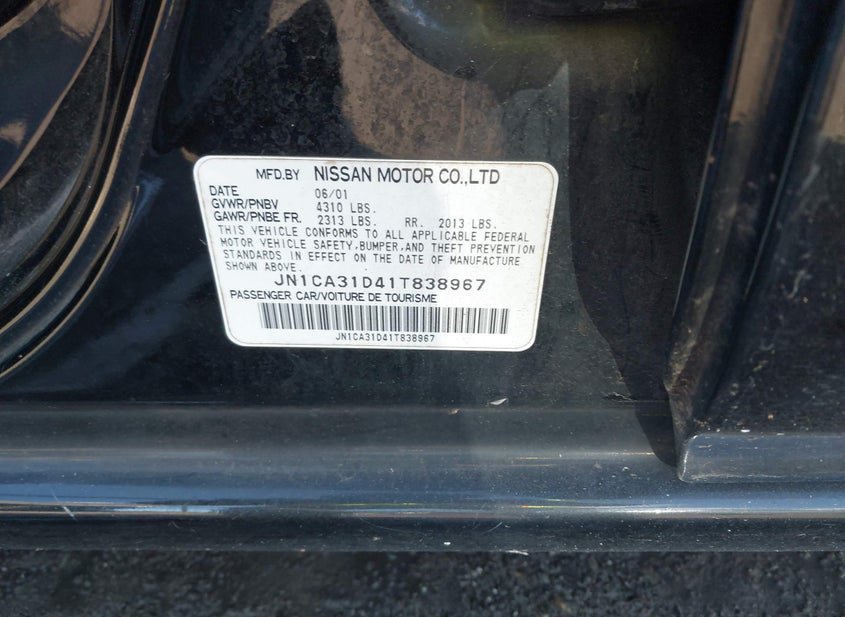 MFD.BY NISSAN MOTOR CO.,LTD
DATE 06/01
GVWR/PNBV 4310 LBS.
GAWR/PNBE FR. 2313 LBS. RR. 2013 LBS.
THIS VEHICLE CONFORMS TO ALL APPLICABLE FEDERAL
MOTOR VEHICLE SAFETY,BUMPER,AND THEFT PREVENTION
STANDARDS IN EFFECT ON THE DATE OF MANUFACTURE
SHOWN ABOVE.
JN1CA31D41T838967
PASSENGER CAR/VOITURE DE TOURISME
JN1CA31D41T838967